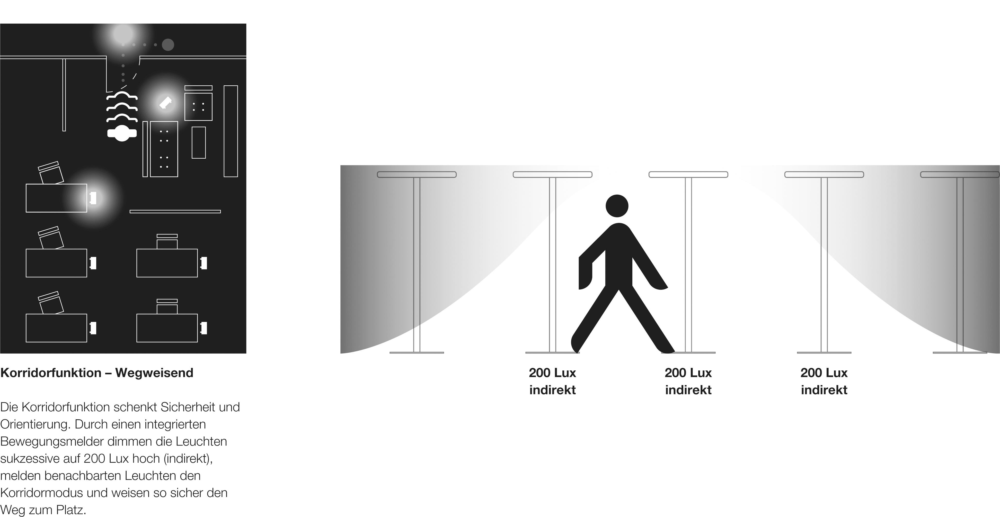 Korridorfunktion – Wegweisend
Die Korridorfunktion schenkt Sicherheit und
Orientierung. Durch einen integrierten
Bewegungsmelder dimmen die Leuchten
sukzessive auf 200 Lux hoch (indirekt),
melden benachbarten Leuchten den
Korridormodus und weisen so sicher den
Weg zum Platz.
200 Lux
indirekt
200 Lux
indirekt
200 Lux
indirekt